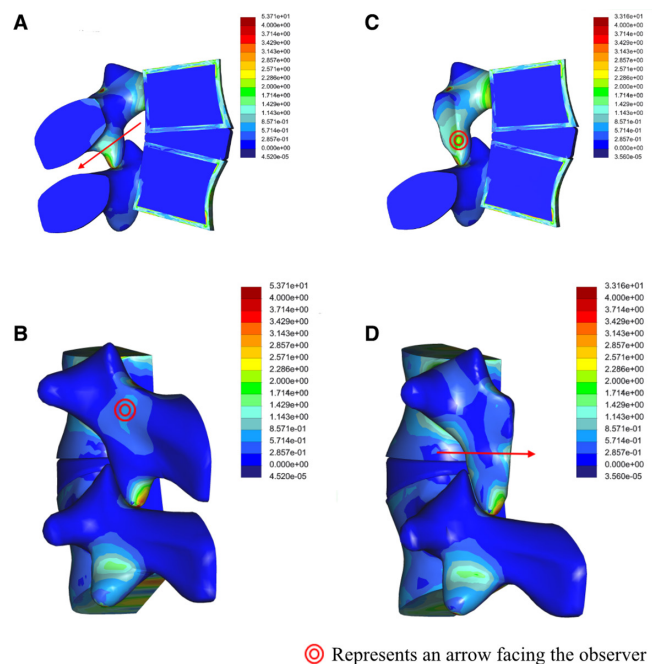 A
5.371e+01
4.000e+00
3.714e+00
3.429e+00
3.143e+00
2.857e+00
2.571e+00
2.286e+00
2.000e+00
1.714e+00
1.429e+00
1.143e+00
8.571e-01
5.714e-01
2.857e-01
0.000e+00
4.520e-05
C
3.316e+01
4.000e+00
3.714e+00
3.429e+00
3.143e+00
2.857e+00
2.571e+00
2.286e+00
2.000e+00
1.714e+00
1.429e+00
1.143e+00
8.571e-01
5.714e-01
2.857e-01
0.000e+00
3.560e-05
B
5.371e+01
4.000e+00
3.714e+00
3.429e+00
3.143e+00
2.857e+00
2.571e+00
2.286e+00
2.000e+00
1.714e+00
1.429e+00
1.143e+00
8.571e-01
5.714e-01
2.857e-01
0.000e+00
4.520e-05
D
3.316e+01
4.000e+00
3.714e+00
3.429e+00
3.143e+00
2.857e+00
2.571e+00
2.286e+00
2.000e+00
1.714e+00
1.429e+00
1.143e+00
8.571e-01
5.714e-01
2.857e-01
0.000e+00
3.560e-05
Represents an arrow facing the observer